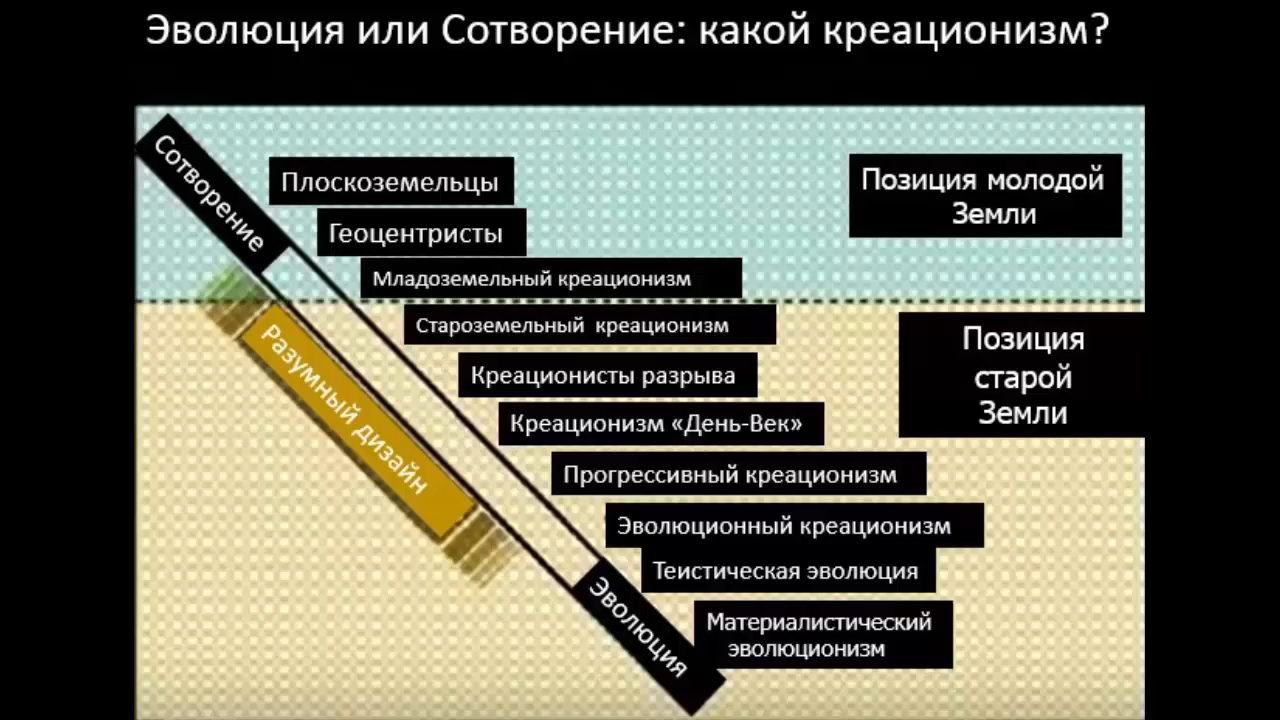 Эволюция или Сотворение: какой креационизм?
Сотворение
Плоскоземельцы
Геоцентристы
Младоземельный креационизм
Позиция молодой
Земли
Староземельный креационизм
Креационисты разрыва
Креационизм «День-Век»
Прогрессивный креационизм
Эволюционный креационизм
Теистическая эволюция
Материалистический
эволюционизм
Позиция
старой
Земли
Разумный дизайн
Эволюция